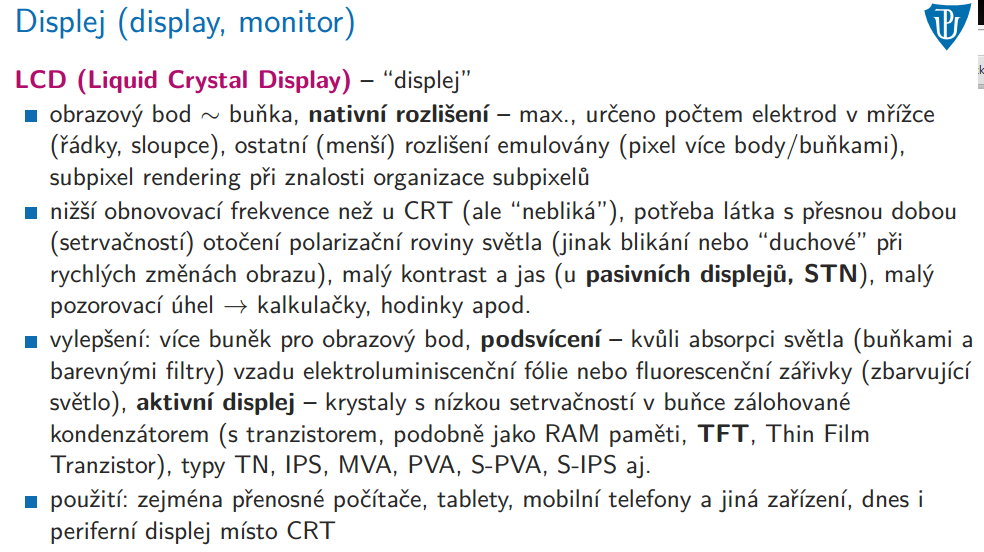 Displej (display, monitor)
LCD (Liquid Crystal Display) – “displej”
obrazový bod ∼ buňka, nativní rozlišení – max., určeno počtem elektrod v mřížce
(řádky, sloupce), ostatní (menší) rozlišení emulovány (pixel více body/buňkami),
subpixel rendering při znalosti organizace subpixelů
nižší obnovovací frekvence než u CRT (ale “nebliká”), potřeba látka s přesnou dobou
(setrvačností) otočení polarizační roviny světla (jinak blikání nebo “duchové” při
rychlých změnách obrazu), malý kontrast a jas (u pasivních displejů, STN), malý
pozorovací úhel → kalkulačky, hodinky apod.
vylepšení: více buněk pro obrazový bod, podsvícení – kvůli absorpci světla (buňkami a
barevnými filtry) vzadu elektroluminiscenční fólie nebo fluorescenční zářivky (zbarvující
světlo), aktivní displej – krystaly s nízkou setrvačností v buňce zálohované
kondenzátorem (s tranzistorem, podobně jako RAM paměti, TFT, Thin Film
Tranzistor), typy TN, IPS, MVA, PVA, S-PVA, S-IPS aj.
použití: zejména přenosné počítače, tablety, mobilní telefony a jiná zařízení, dnes i
periferní displej místo CRT